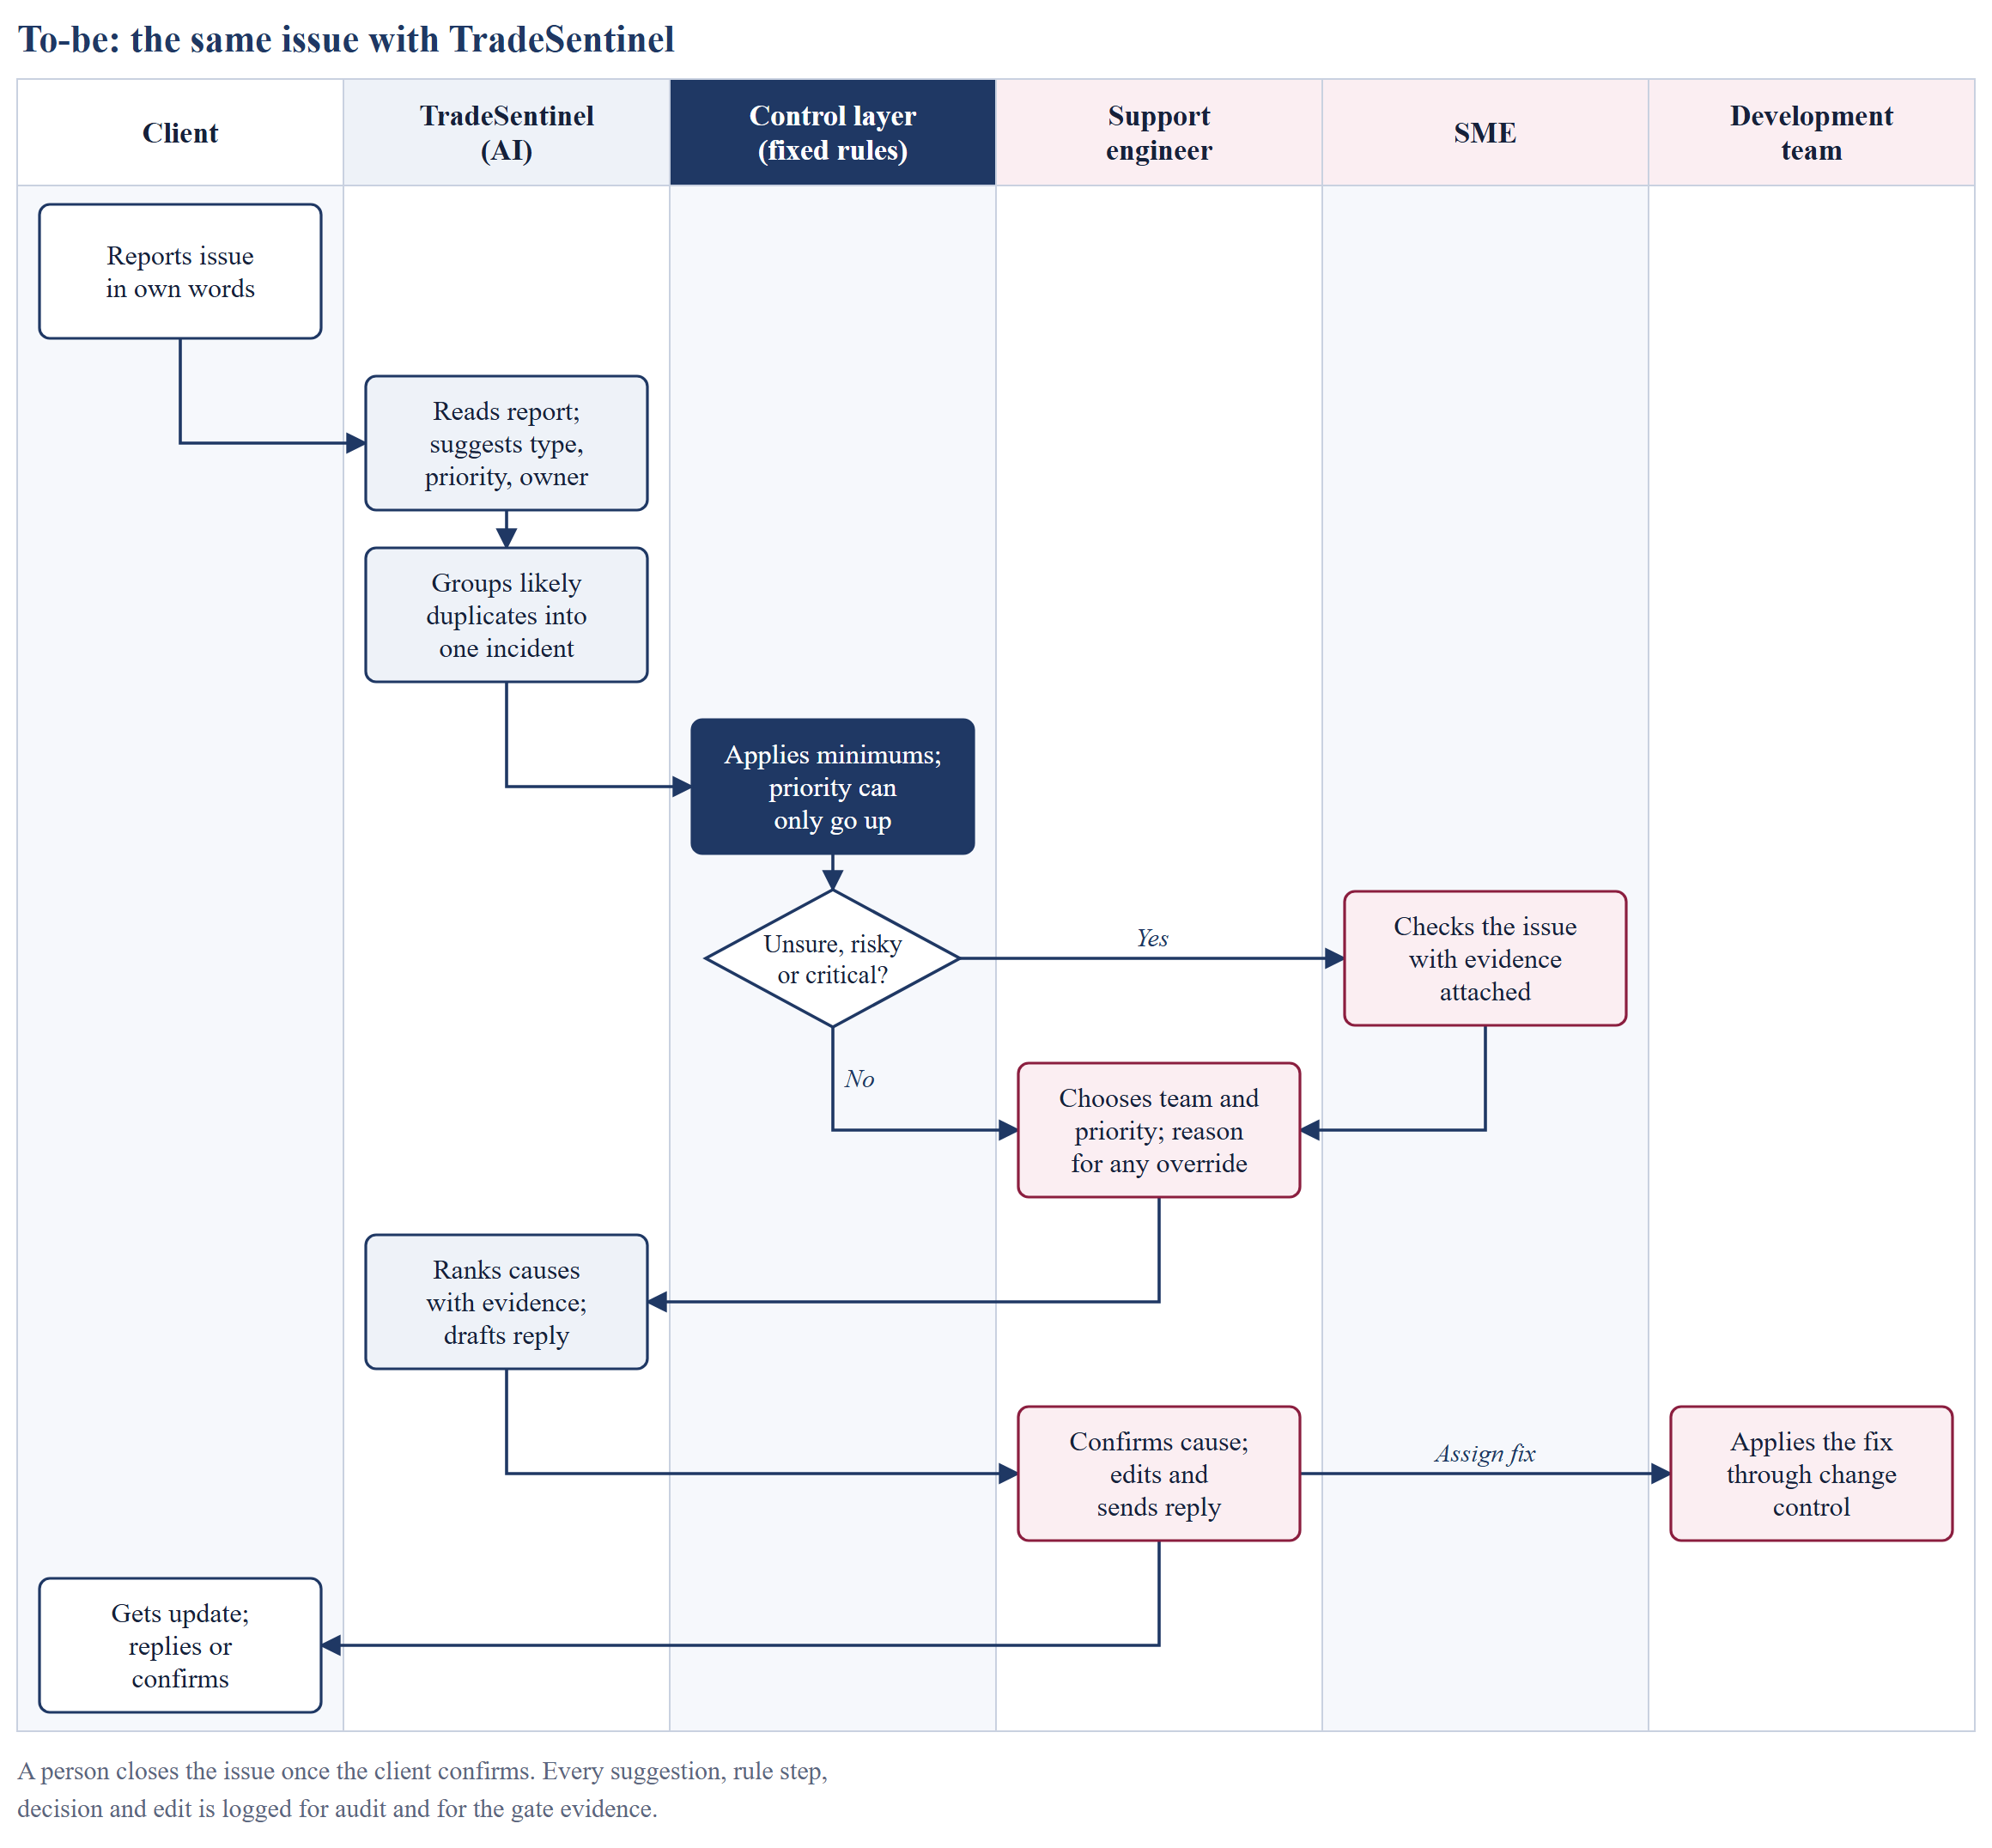 To-be: the same issue with TradeSentinel
Client
TradeSentinel
(AI)
Control layer
(fixed rules)
Support
engineer
SME
Development
team
Reports issue
in own words
Reads report;
suggests type,
priority, owner
Groups likely
duplicates into
one incident
Applies minimums;
priority can
only go up
Unsure, risky
or critical?
Yes
Checks the issue
with evidence
attached
No
Chooses team and
priority; reason
for any override
Ranks causes
with evidence;
drafts reply
Confirms cause;
edits and
sends reply
Assign fix
Applies the fix
through change
control
Gets update;
replies or
confirms
A person closes the issue once the client confirms. Every suggestion, rule step,
decision and edit is logged for audit and for the gate evidence.